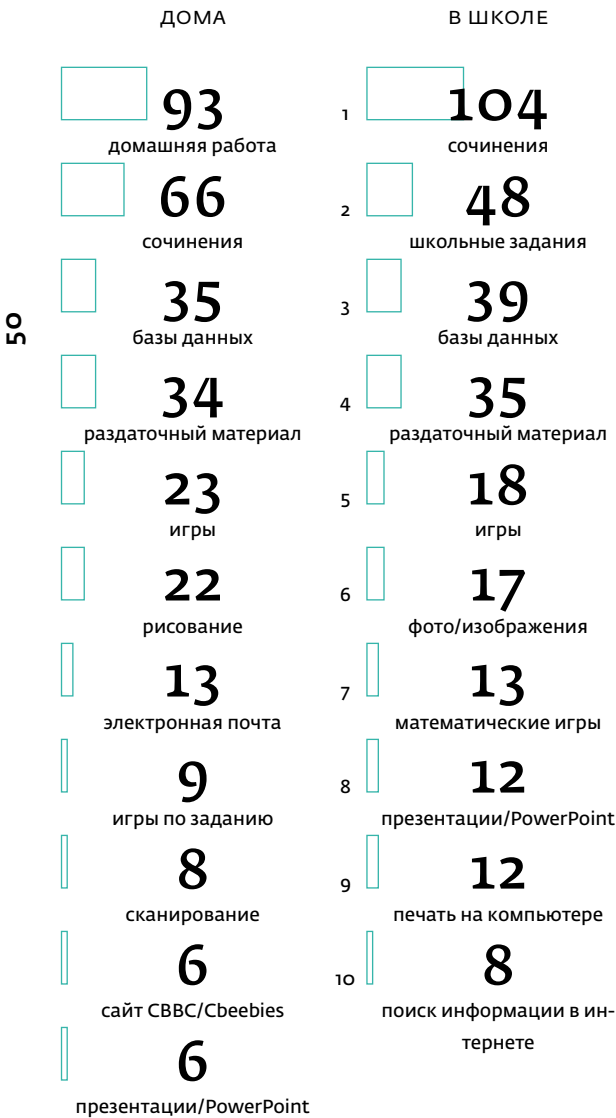 ДОМА
93
домашняя работа
66
сочинения
35
базы данных
34
раздаточный материал
23
игры
22
рисование
13
электронная почта
9
игры по заданию
8
сканирование
6
сайт CBBC/Cbeebies
6
презентации/PowerPoint
В ШКОЛЕ
1 104
сочинения
2 48
школьные задания
3 39
базы данных
4 35
раздаточный материал
5 18
игры
6 17
фото/изображения
7 13
математические игры
8 12
презентации/PowerPoint
9 12
печать на компьютере
10 8
поиск информации в ин-
тернете
50